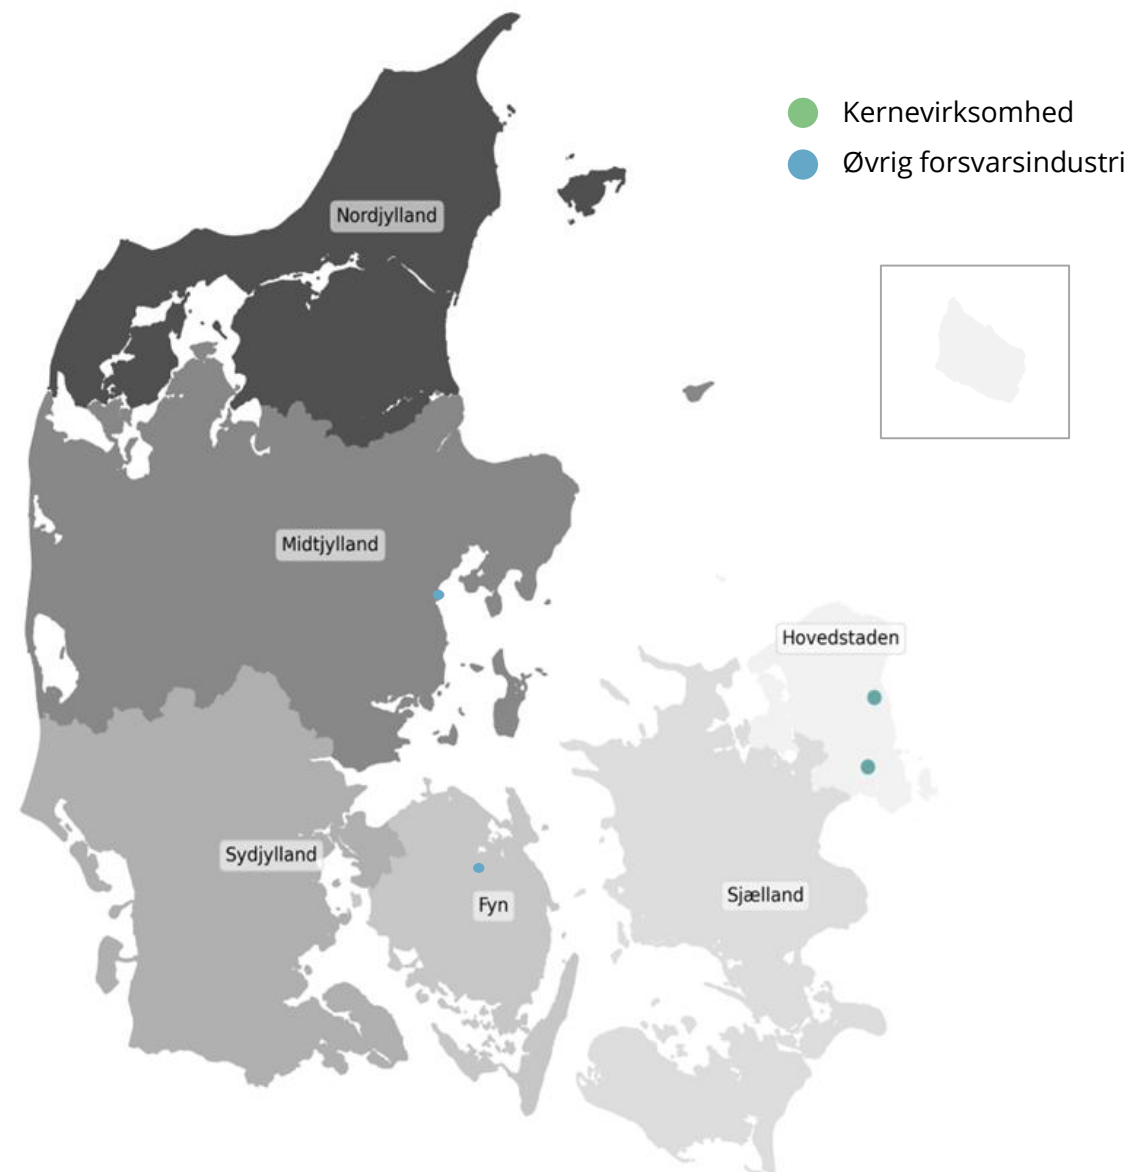 Kernevirksomhed
Øvrig forsvarsindustri
Nordjylland
Midtjylland
Hovedstaden
Sydjylland
Fyn
Sjælland